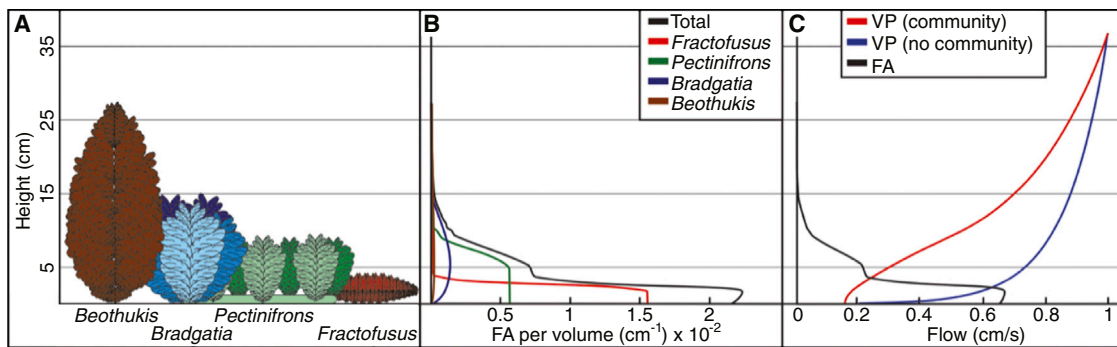 A
Height (cm)
35
25
15
5
Beothukis
Bradgatia
Pectinifrons
Fractofusus
B
Total
Fractofusus
Pectinifrons
Bradgatia
Beothukis
0.5
1
1.5
2
FA per volume (cm⁻¹) x 10⁻²
C
VP (community)
VP (no community)
FA
0
0.2
0.4
0.6
0.8
1
Flow (cm/s)